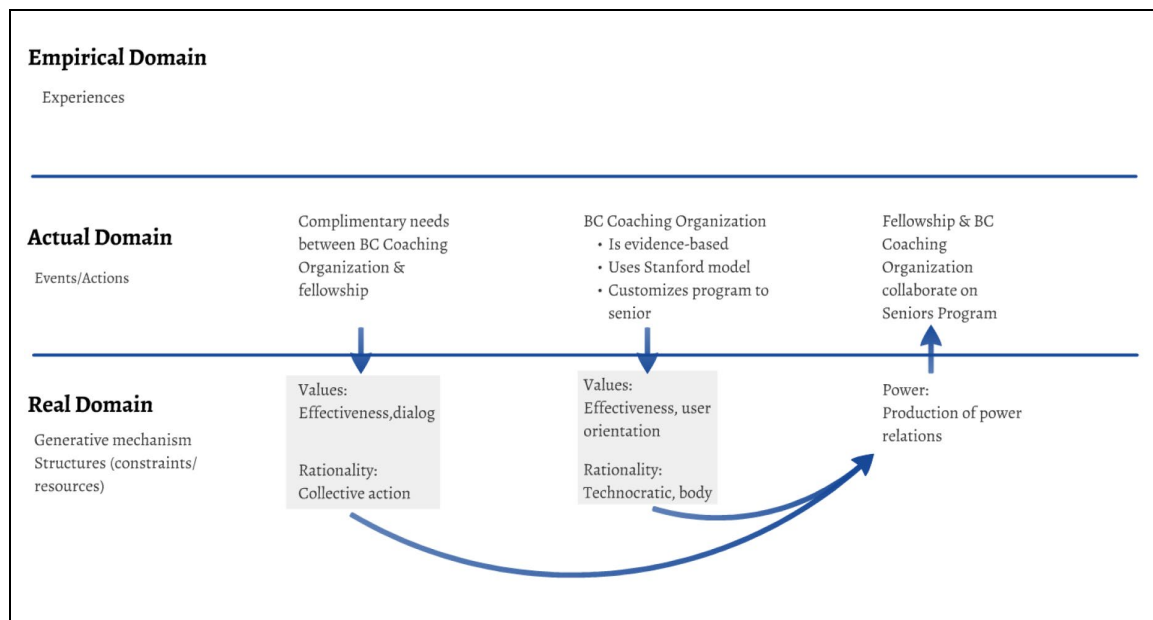 Empirical Domain
Experiences
Actual Domain
Events/Actions
Complimentary needs
between BC Coaching
Organization &
fellowship
BC Coaching Organization
• Is evidence-based
• Uses Stanford model
• Customizes program to
senior
Fellowship & BC
Coaching
Organization
collaborate on
Seniors Program
Real Domain
Generative mechanism
Structures (constraints/
resources)
Values:
Effectiveness,dialog
Rationality:
Collective action
Values:
Effectiveness, user
orientation
Rationality:
Technocratic, body
Power:
Production of power
relations